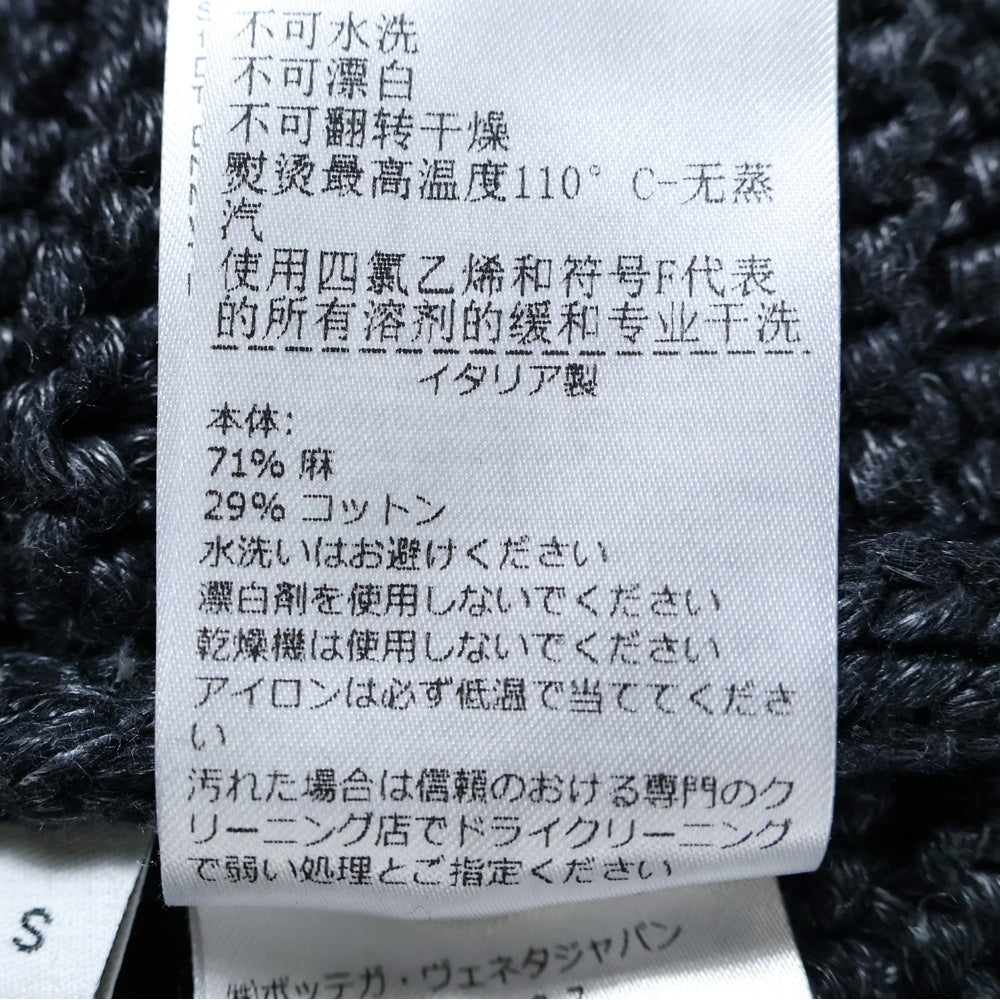 不可水洗
不可漂白
不可翻转干燥
熨烫最高温度110° C-无蒸
汽
使用四氯乙烯和符号F代表
的所有溶剂的缓和专业干洗
イタリア製
本体:
71% 麻
29% コットン
水洗いはお避けください
漂白剤を使用しないでください
乾燥機は使用しないでください
アイロンは必ず低温で当ててくださ
い
汚れた場合は信頼のおける専門のク
リーニング店でドライクリーニング
で弱い処理とご指定ください
S
㈱ボッテガ・ヴェネタジャパン